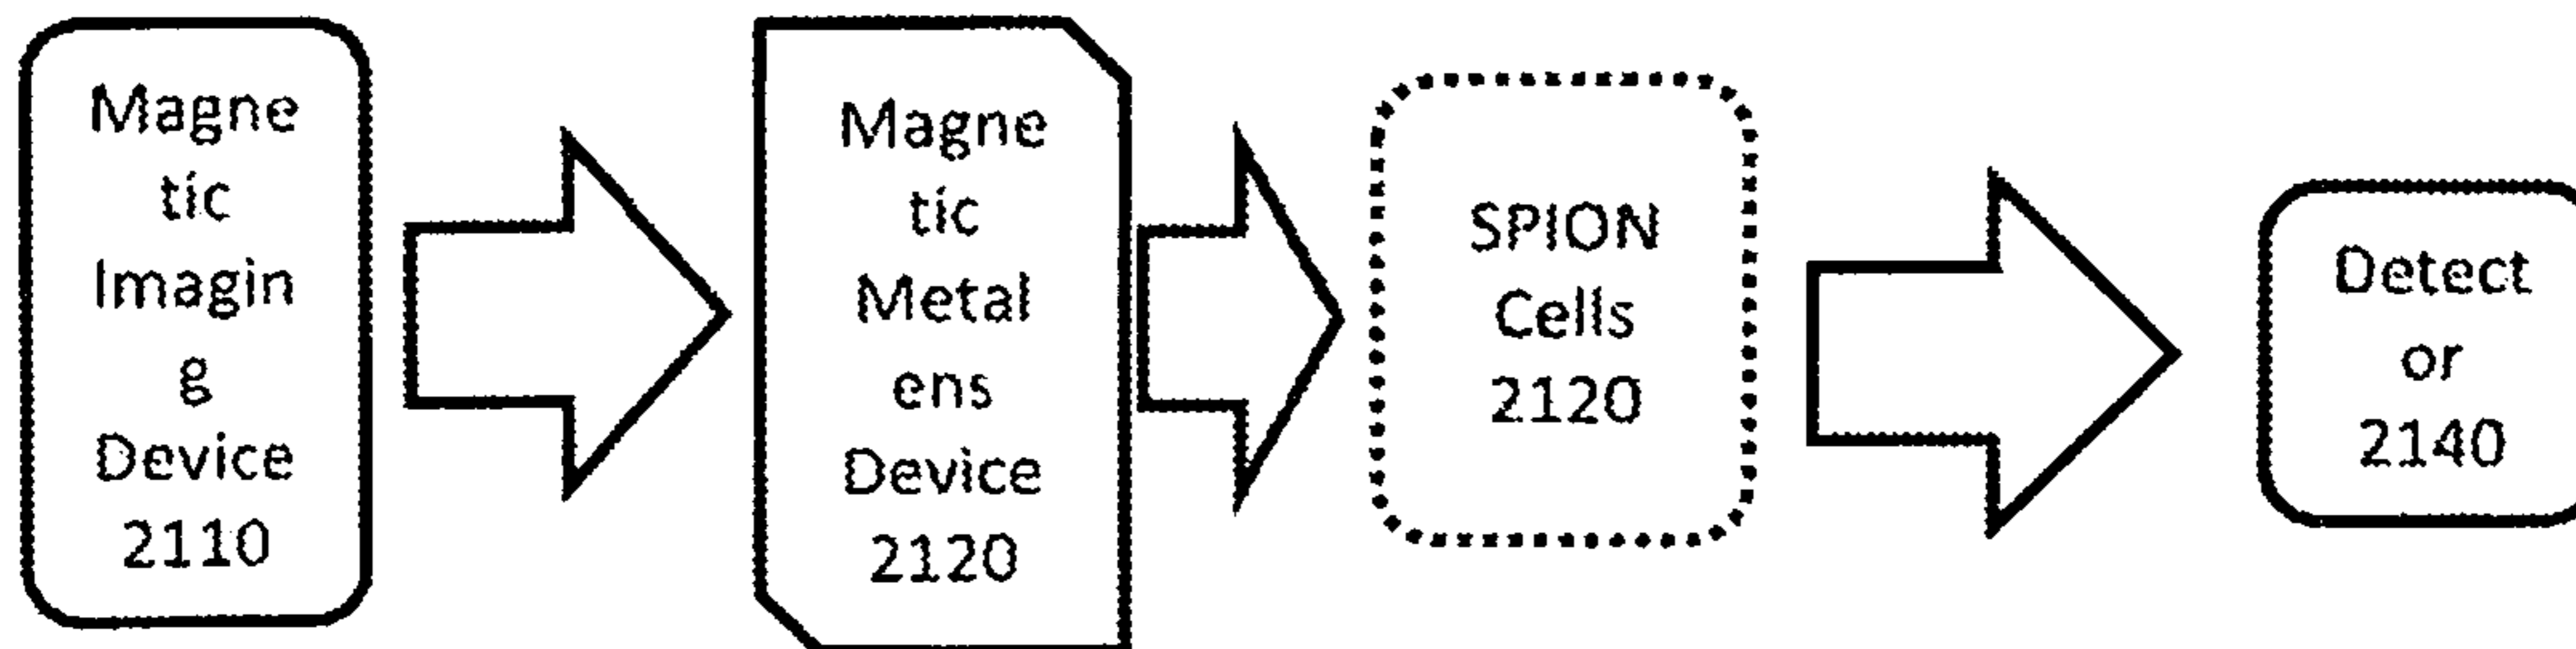 Magne
tic
Imagin
g
Device
2110
Magne
tic
Metal
ens
Device
2120
SPION
Cells
2120
Detect
or
2140